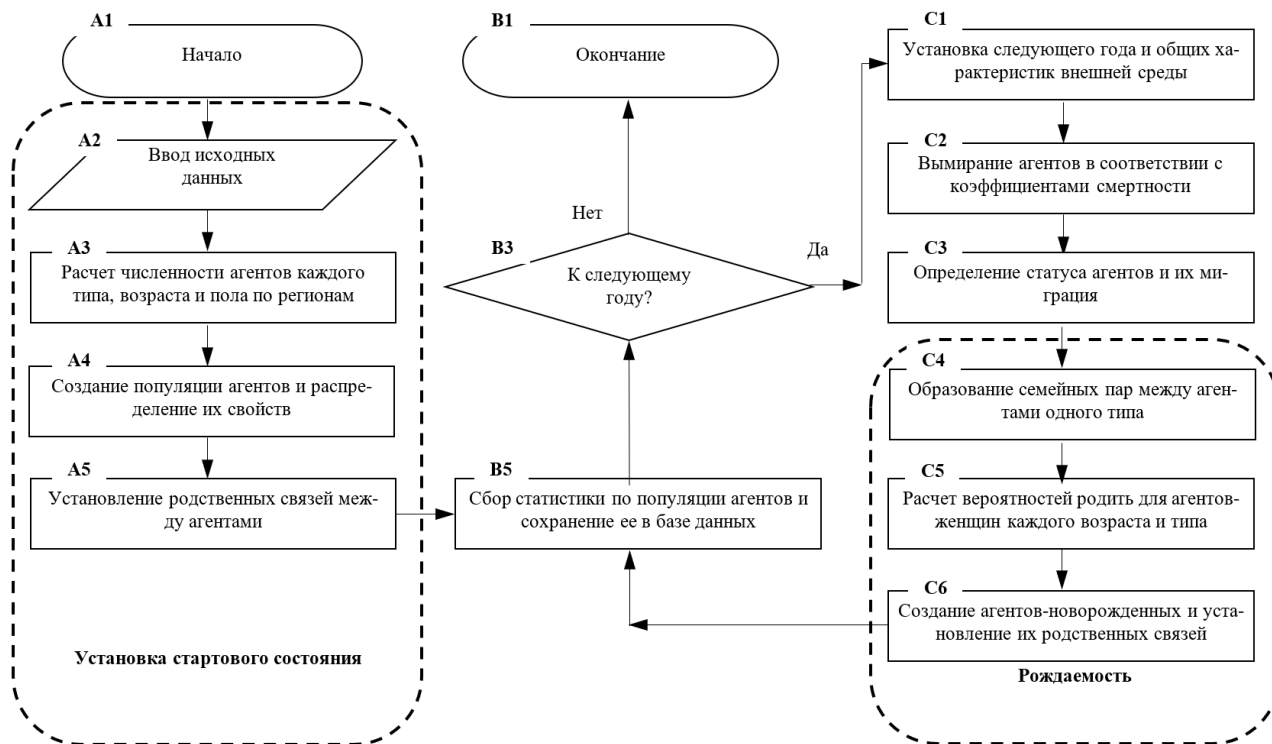 A1
Начало
A2
Ввод исходных
данных
A3
Расчет численности агентов каждого
типа, возраста и пола по регионам
A4
Создание популяции агентов и распре-
деление их свойств
A5
Установление родственных связей меж-
ду агентами
Установка стартового состояния
B1
Окончание
Нет
B3
Да
К следующему
году?
B5
Сбор статистики по популяции агентов и
сохранение ее в базе данных
C1
Установка следующего года и общих ха-
рактеристик внешней среды
C2
Вымирание агентов в соответствии с
коэффициентами смертности
C3
Определение статуса агентов и их ми-
грация
C4
Образование семейных пар между аген-
тами одного типа
C5
Расчет вероятностей родить для агентов-
женщин каждого возраста и типа
C6
Создание агентов-новорожденных и уста-
новление их родственных связей
Рождаемость